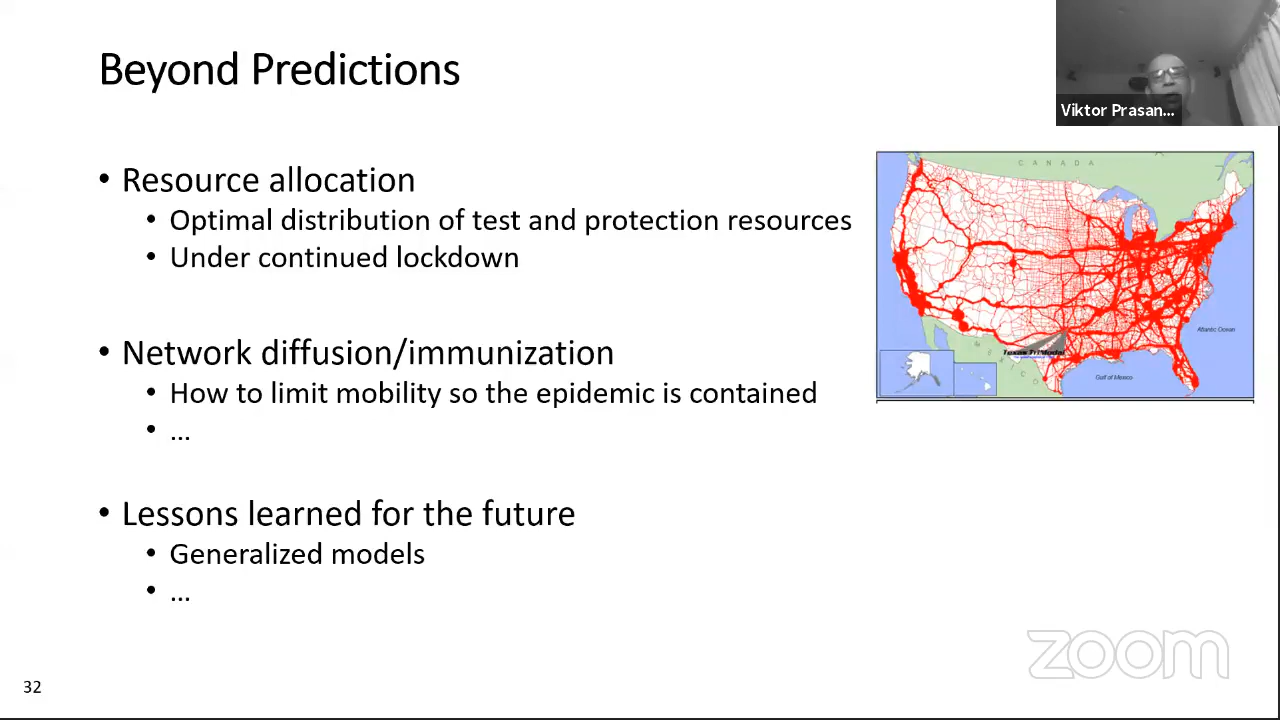 Beyond Predictions
Viktor Prasan...
• Resource allocation
• Optimal distribution of test and protection resources
• Under continued lockdown
• Network diffusion/immunization
• How to limit mobility so the epidemic is contained
• ...
• Lessons learned for the future
• Generalized models
• ...
CANADA
Atlantic Ocean
Texas TriModal
Gulf of Mexico
zoom
32